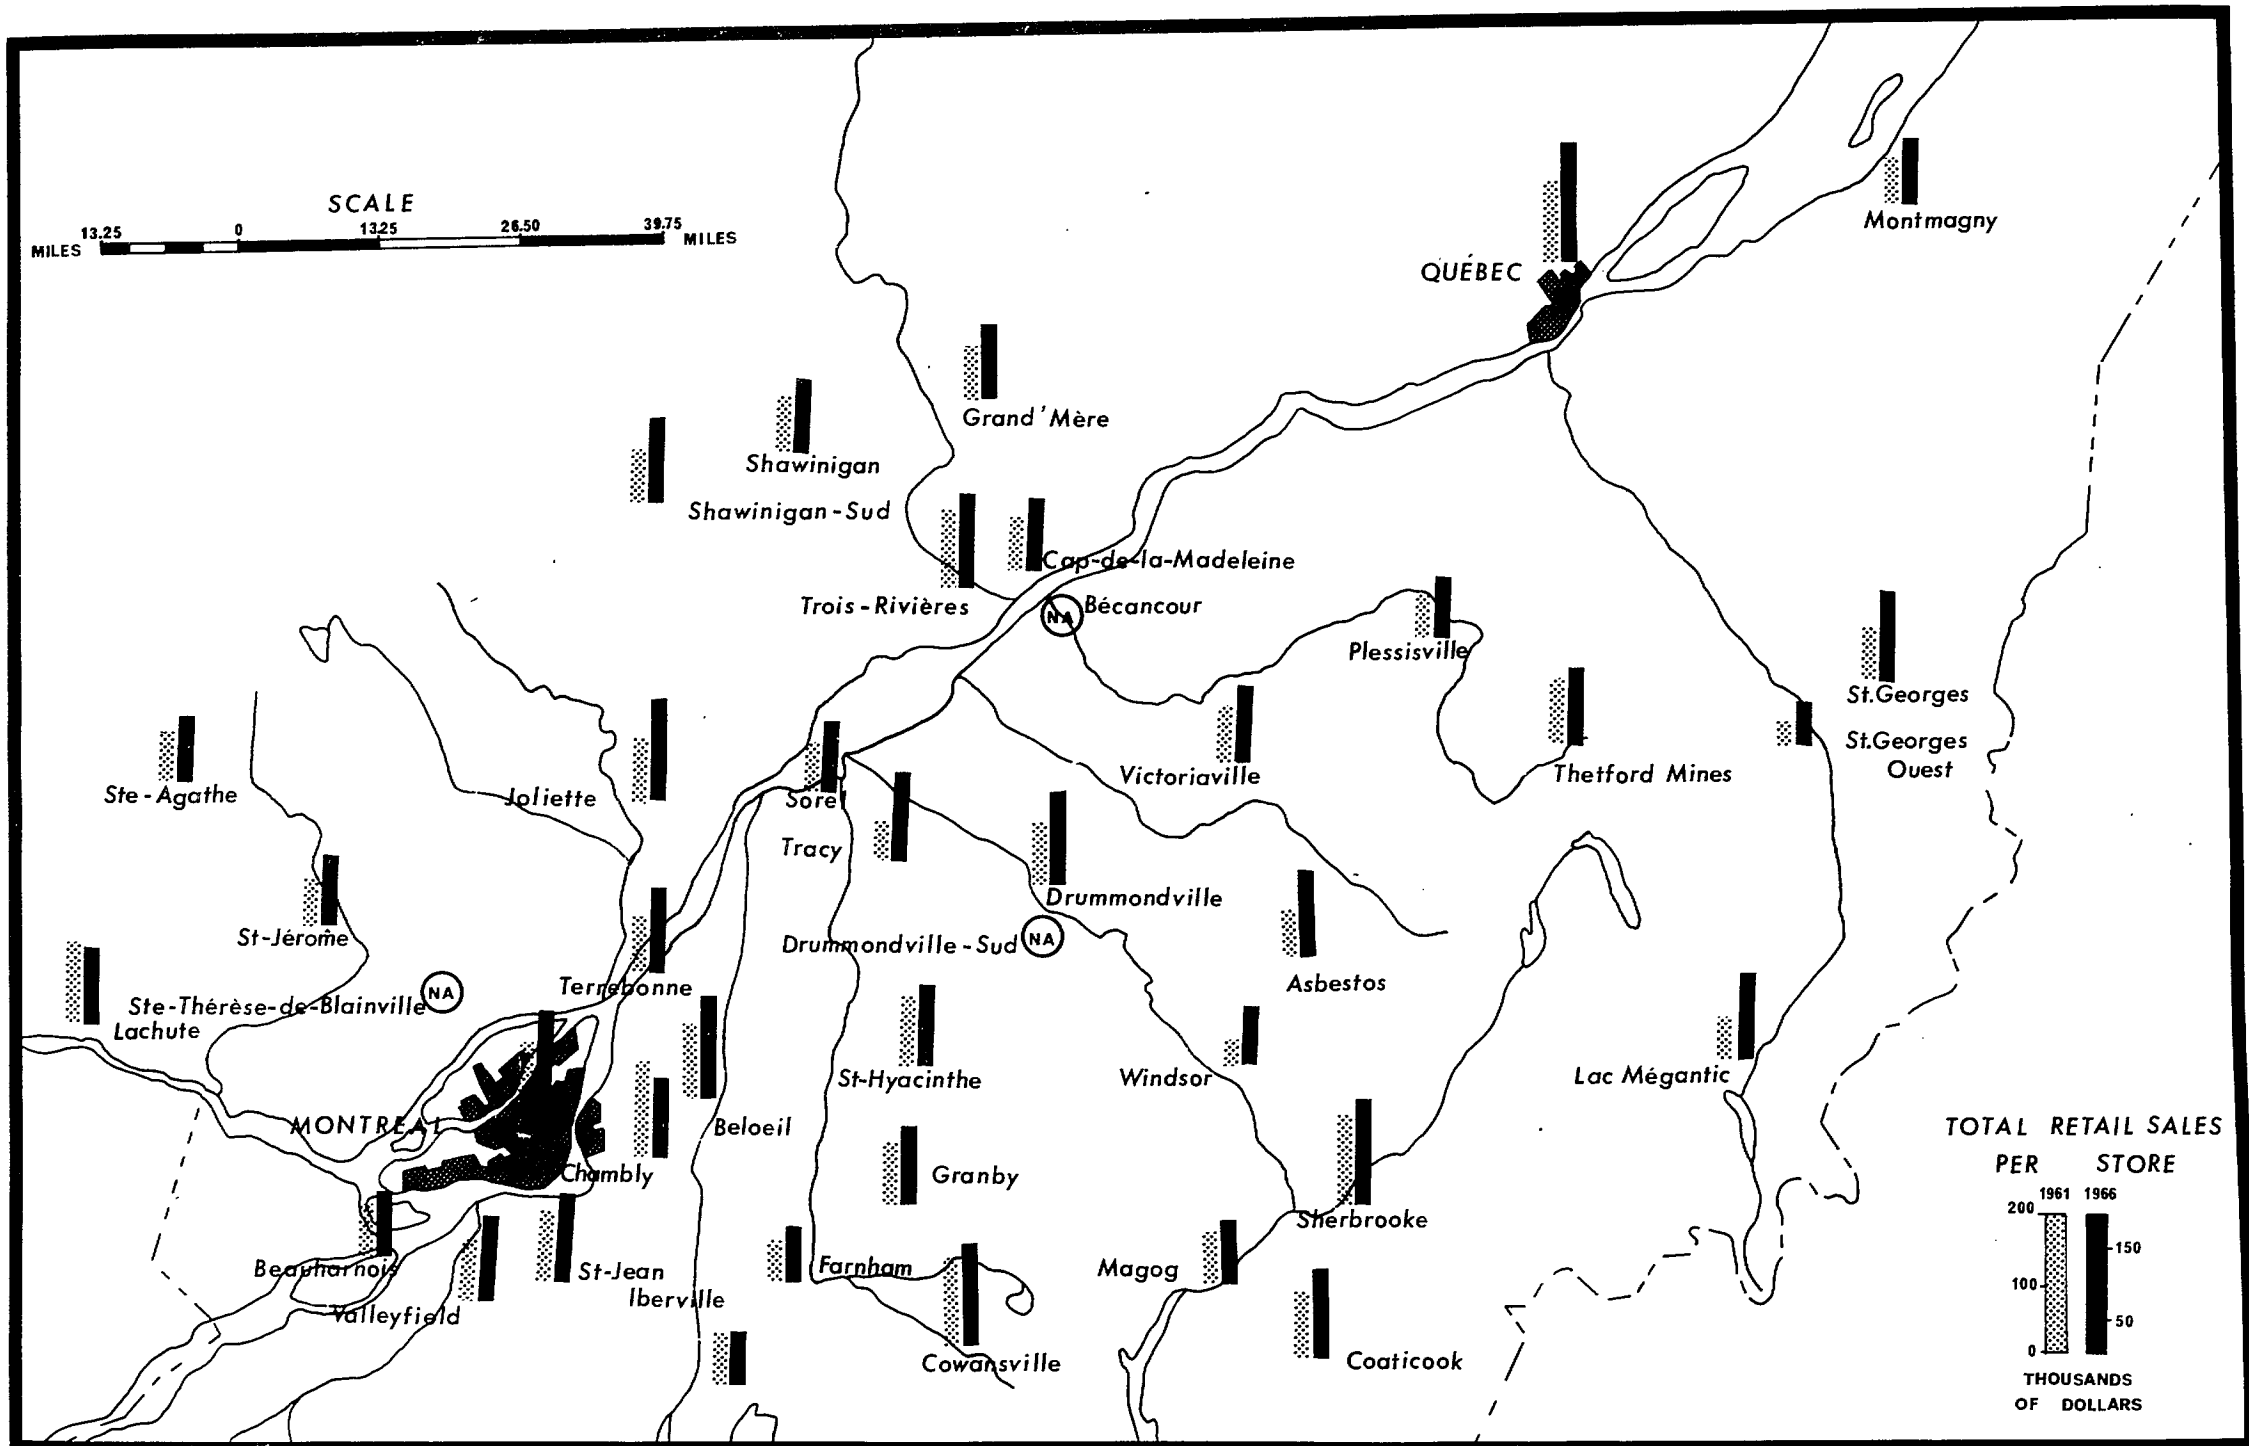 SCALE
13.25 0 13.25 26.50 39.75
MILES MILES
Montmagny
QUÉBEC
Grand'Mère
Shawinigan
Shawinigan-Sud
Cap-de-la-Madeleine
Trois-Rivières
NA Bécancour
Plessisville
St.Georges
St.Georges
Ouest
Victoriaville
Thetford Mines
Ste-Agathe
Joliette
Sorel
Tracy
Drummondville
St-Jérome
Drummondville-Sud NA
Asbestos
Terrebonne
Ste-Thérèse-de-Blainville NA
Lachute
St-Hyacinthe
Windsor
Lac Mégantic
MONTREAL
Beloeil
Chambly
Granby
Sherbrooke
Beauharnois
St-Jean
Iberville
Farnham
Magog
Valleyfield
Cowansville
Coaticook
TOTAL RETAIL SALES
PER STORE
1961 1966
200
150
100
50
0
THOUSANDS
OF DOLLARS